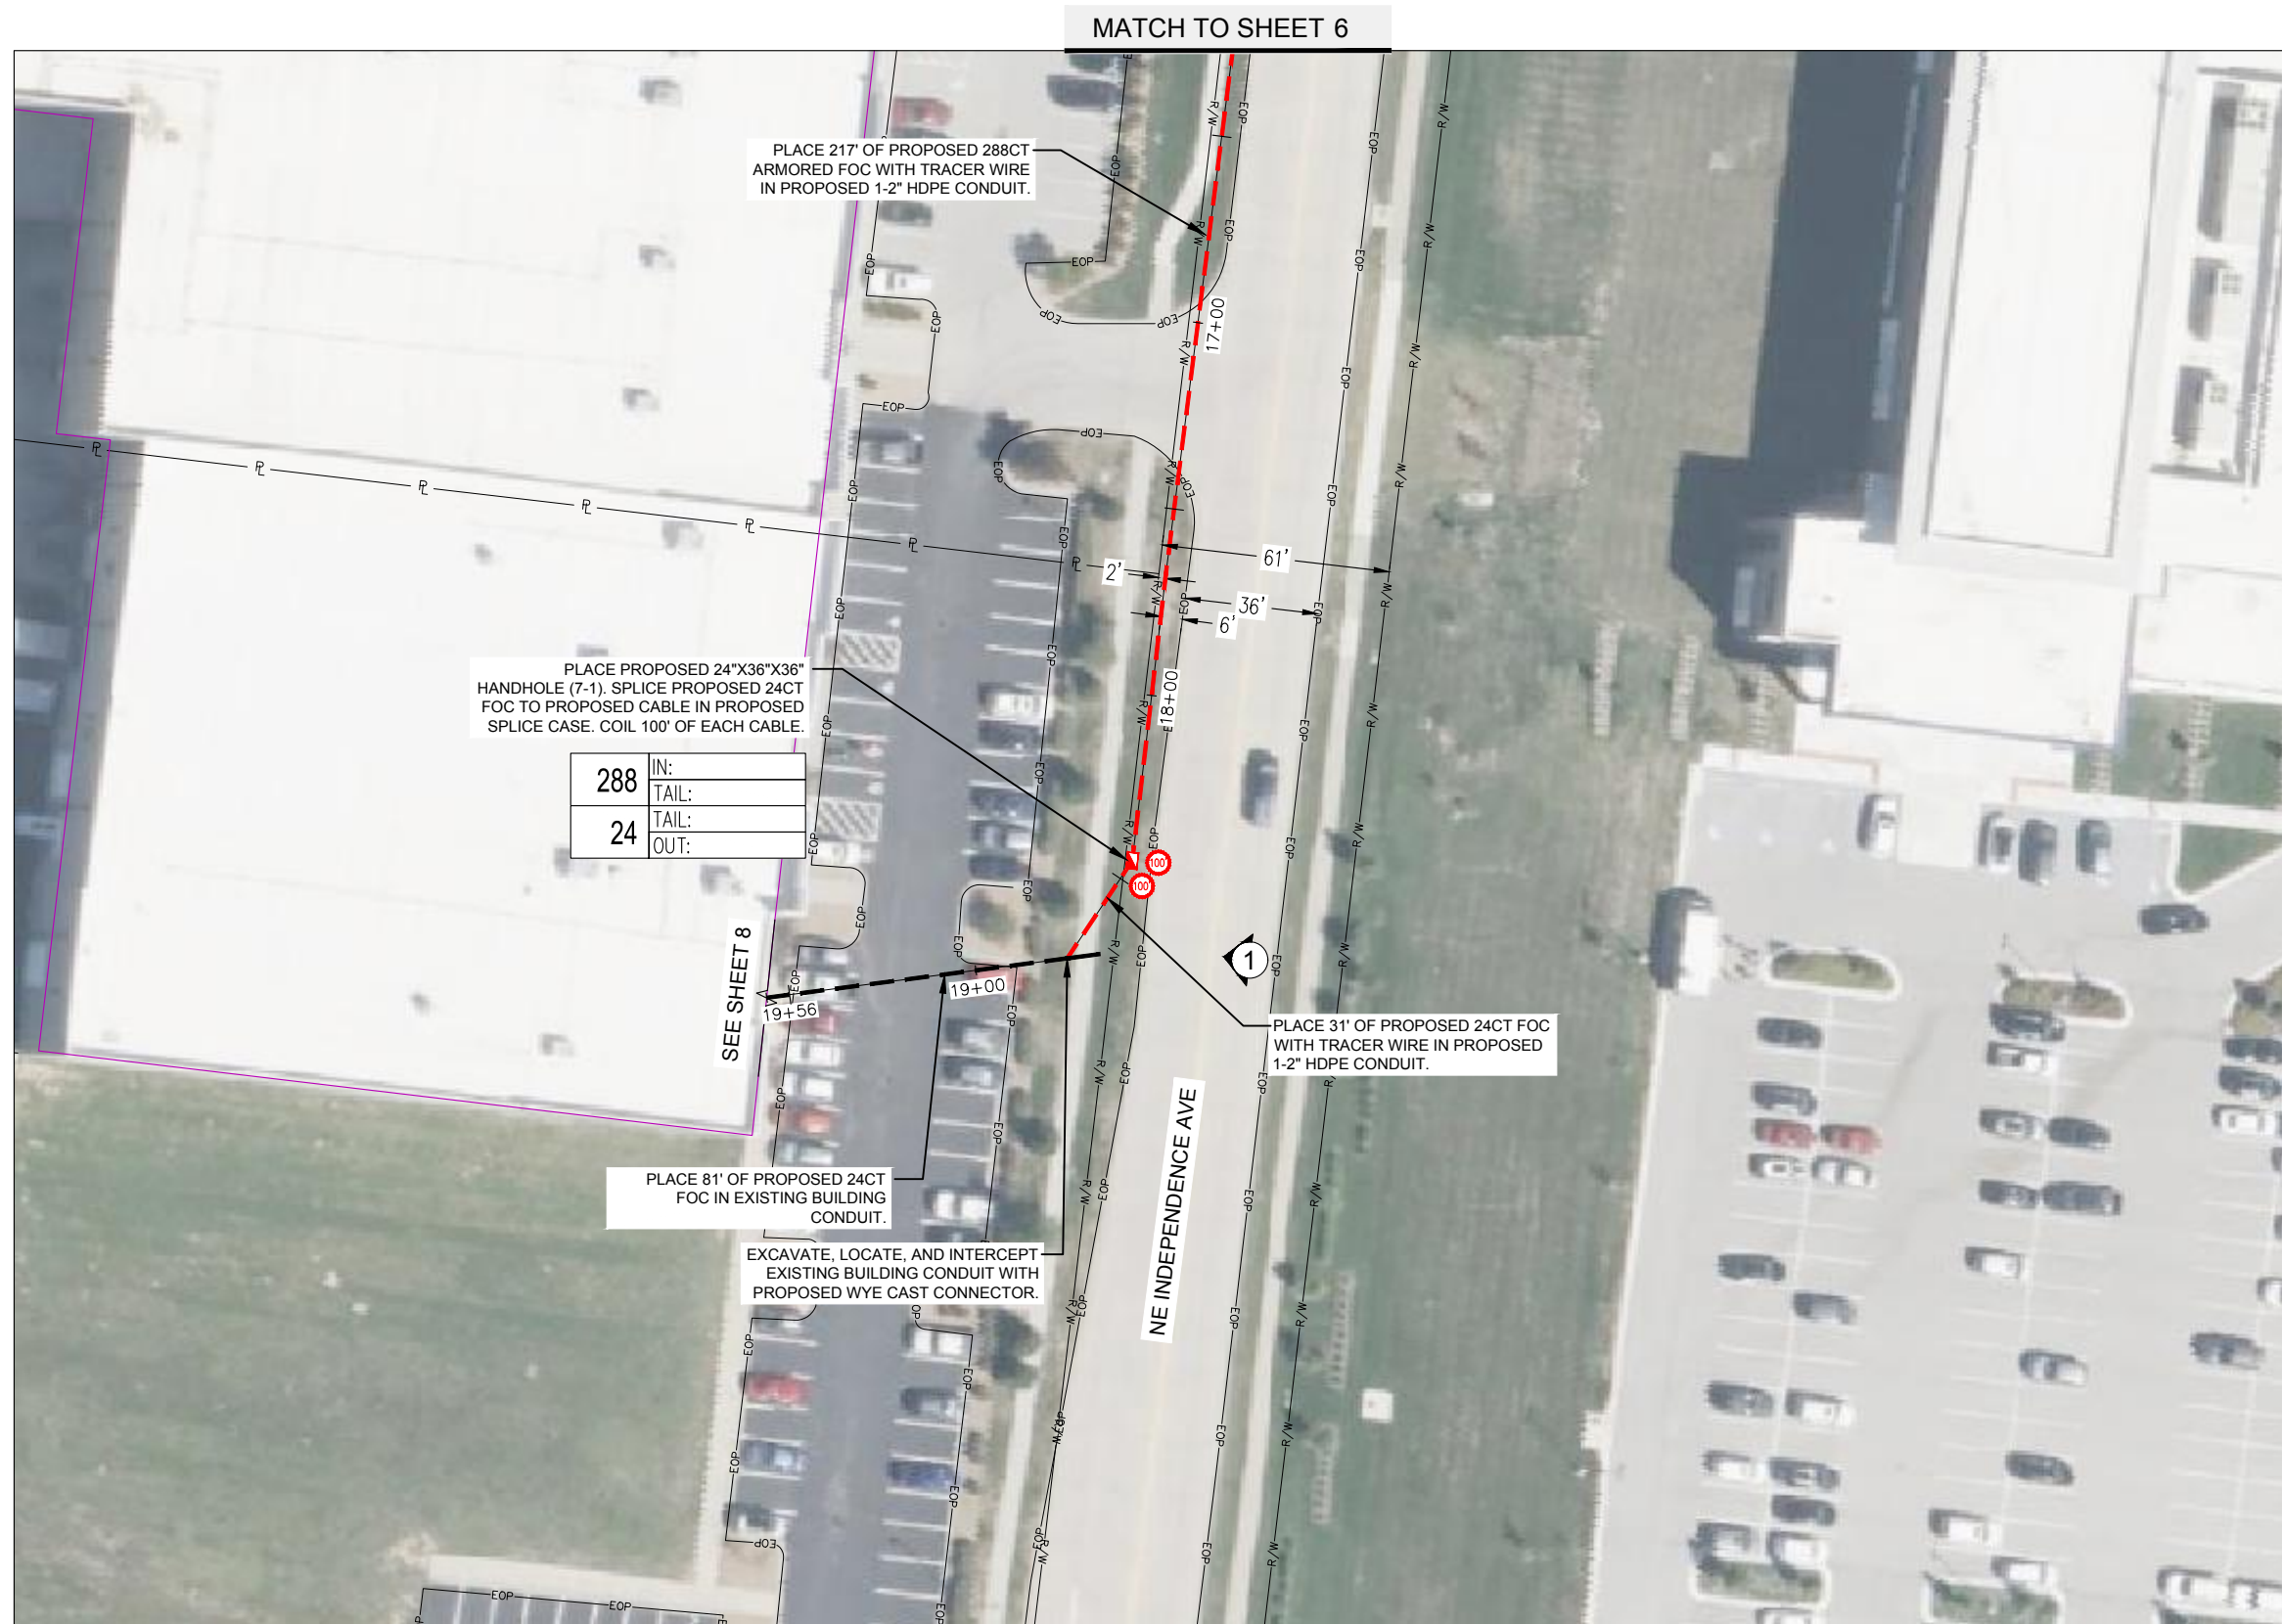 MATCH TO SHEET 6
PLACE 217' OF PROPOSED 288CT
ARMORED FOC WITH TRACER WIRE
IN PROPOSED 1-2" HDPE CONDUIT.
17+00
61'
2'
36'
6'
PLACE PROPOSED 24"X36"X36"
HANDHOLE (7-1). SPLICE PROPOSED 24CT
FOC TO PROPOSED CABLE IN PROPOSED
SPLICE CASE. COIL 100' OF EACH CABLE.
18+00
288
IN:
TAIL:
24
TAIL:
OUT:
100'
100'
SEE SHEET 8
19+00
19+56
1
PLACE 31' OF PROPOSED 24CT FOC
WITH TRACER WIRE IN PROPOSED
1-2" HDPE CONDUIT.
NE INDEPENDENCE AVE
PLACE 81' OF PROPOSED 24CT
FOC IN EXISTING BUILDING
CONDUIT.
EXCAVATE, LOCATE, AND INTERCEPT
EXISTING BUILDING CONDUIT WITH
PROPOSED WYE CAST CONNECTOR.
EOP
R/W
PL